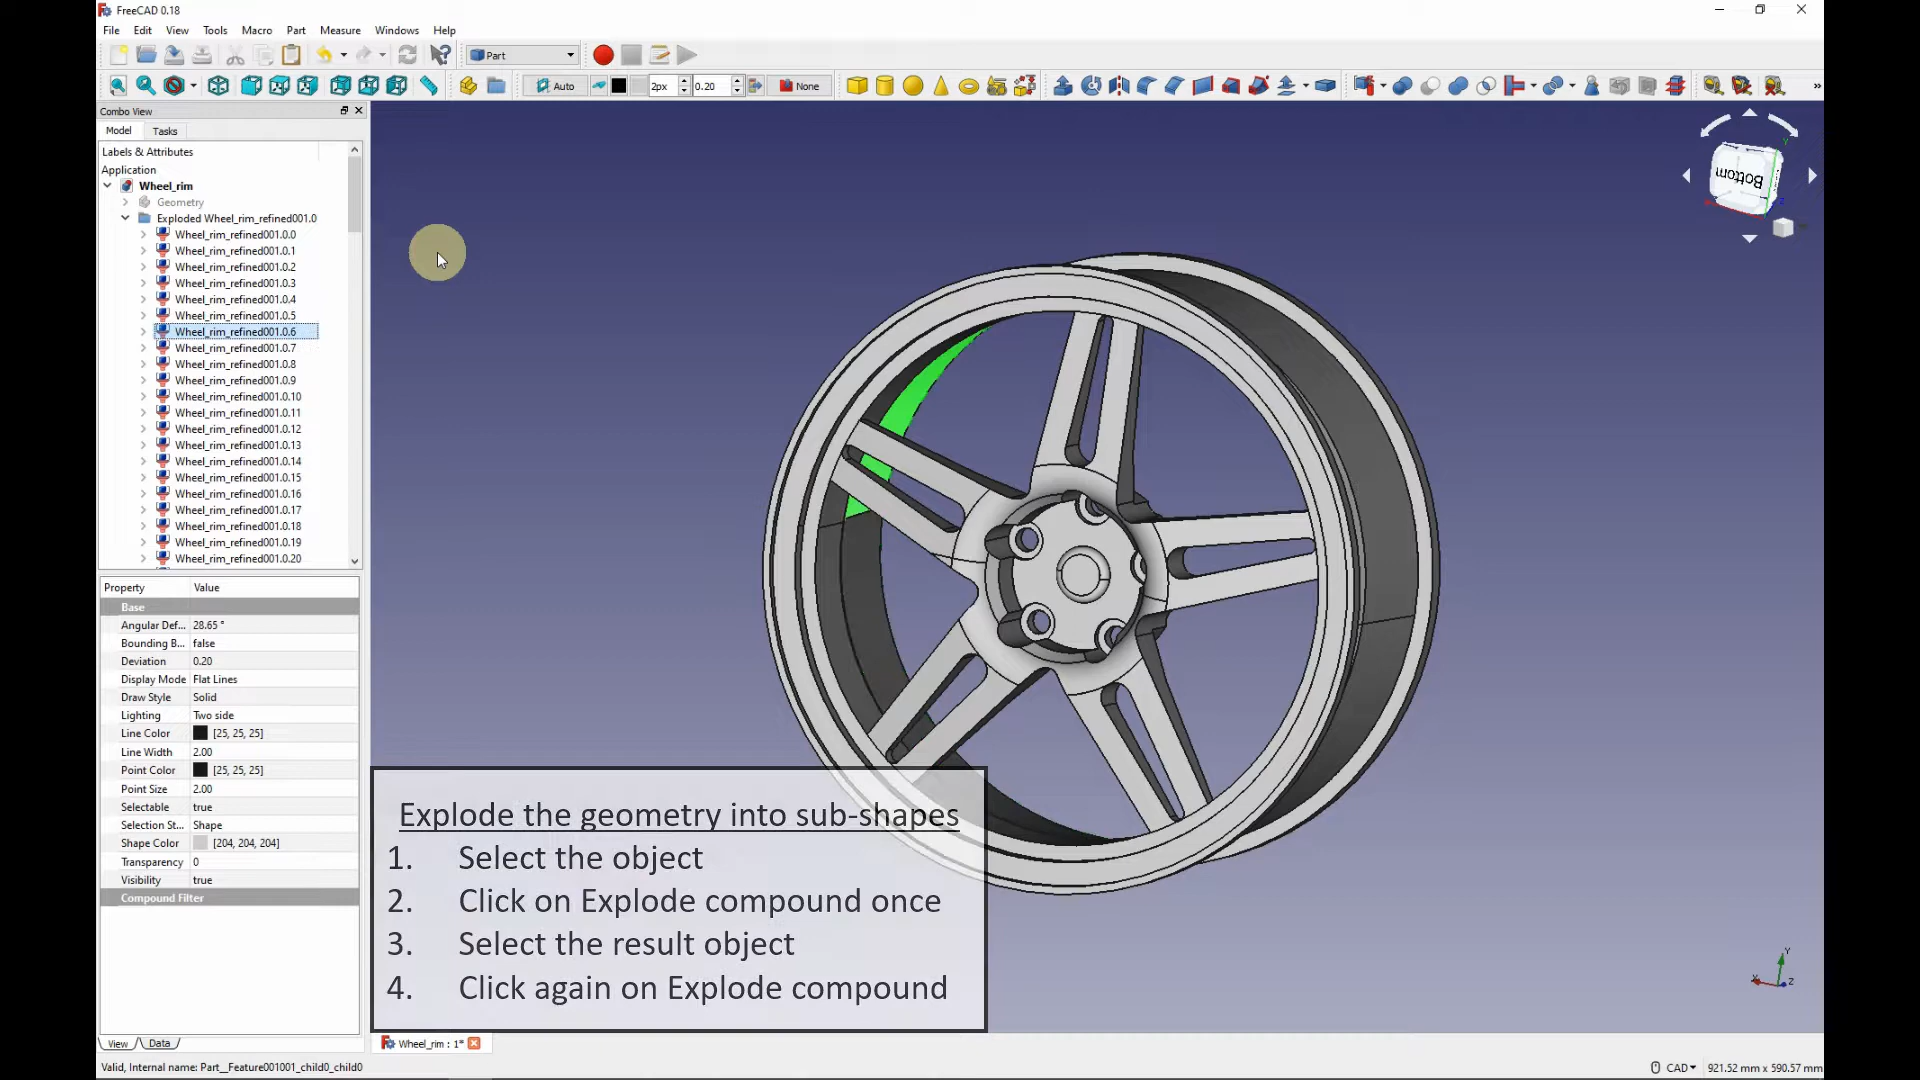 FreeCAD 0.18
File Edit View Tools Macro Part Measure Windows Help
Part
Auto 2px 0.20 None »
Combo View
Model Tasks
Labels & Attributes
Application
Wheel_rim
Geometry
Exploded Wheel_rim_refined001.0
Wheel_rim_refined001.0.0
Wheel_rim_refined001.0.1
Wheel_rim_refined001.0.2
Wheel_rim_refined001.0.3
Wheel_rim_refined001.0.4
Wheel_rim_refined001.0.5
Wheel_rim_refined001.0.6
Wheel_rim_refined001.0.7
Wheel_rim_refined001.0.8
Wheel_rim_refined001.0.9
Wheel_rim_refined001.0.10
Wheel_rim_refined001.0.11
Wheel_rim_refined001.0.12
Wheel_rim_refined001.0.13
Wheel_rim_refined001.0.14
Wheel_rim_refined001.0.15
Wheel_rim_refined001.0.16
Wheel_rim_refined001.0.17
Wheel_rim_refined001.0.18
Wheel_rim_refined001.0.19
Wheel_rim_refined001.0.20
Property Value
Base
Angular Def... 28.65 °
Bounding B... false
Deviation 0.20
Display Mode Flat Lines
Draw Style Solid
Lighting Two side
Line Color [25, 25, 25]
Line Width 2.00
Point Color [25, 25, 25]
Point Size 2.00
Selectable true
Selection St... Shape
Shape Color [204, 204, 204]
Transparency 0
Visibility true
Compound Filter
View Data
Bottom
Y
Z
Explode the geometry into sub-shapes
1. Select the object
2. Click on Explode compound once
3. Select the result object
4. Click again on Explode compound
Y
X
Z
Wheel_rim : 1*
Valid, Internal name: Part__Feature001001_child0_child0
CAD 921.52 mm x 590.57 mm